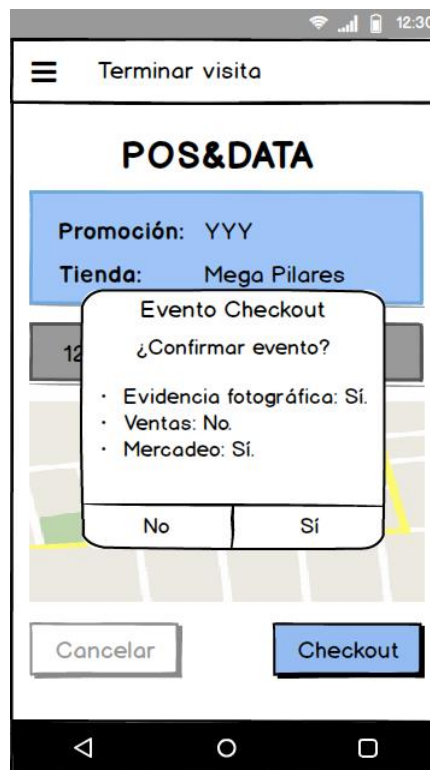 12:30
Terminar visita
POS&DATA
Promoción: YYY
Tienda: Mega Pilares
12
Evento Checkout
¿Confirmar evento?
· Evidencia fotográfica: Sí.
· Ventas: No.
· Mercadeo: Sí.
No Sí
Cancelar Checkout